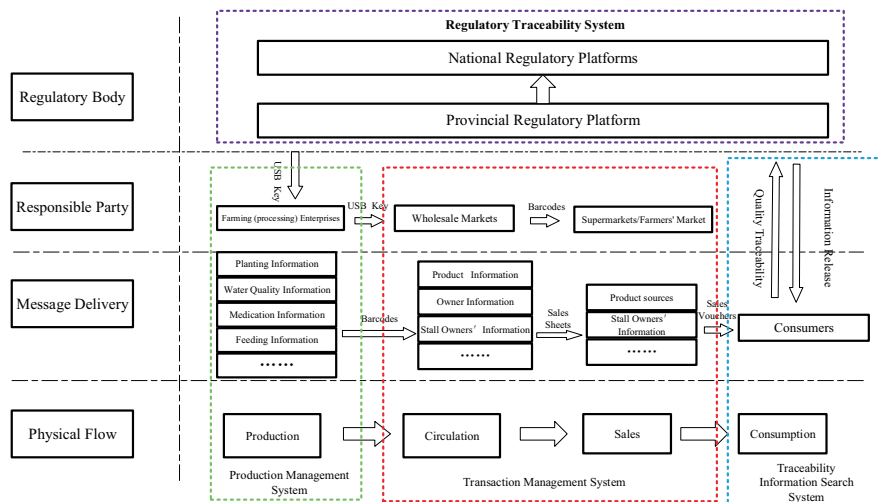 Regulatory Traceability System
National Regulatory Platforms
Regulatory Body
Provincial Regulatory Platform
USB Key
Quality Traceability
Information Release
Responsible Party
Farming (processing) Enterprises
USB Key
Wholesale Markets
Barcodes
Supermarkets/Farmers' Market
Message Delivery
Planting Information
Water Quality Information
Medication Information
Feeding Information
……
Barcodes
Product Information
Owner Information
Stall Owners' Information
……
Sales
Sheets
Product sources
Stall Owners'
Information
……
Sales
Vouchers
Consumers
Physical Flow
Production
Circulation
Sales
Consumption
Production Management
System
Transaction Management System
Traceability
Information Search
System